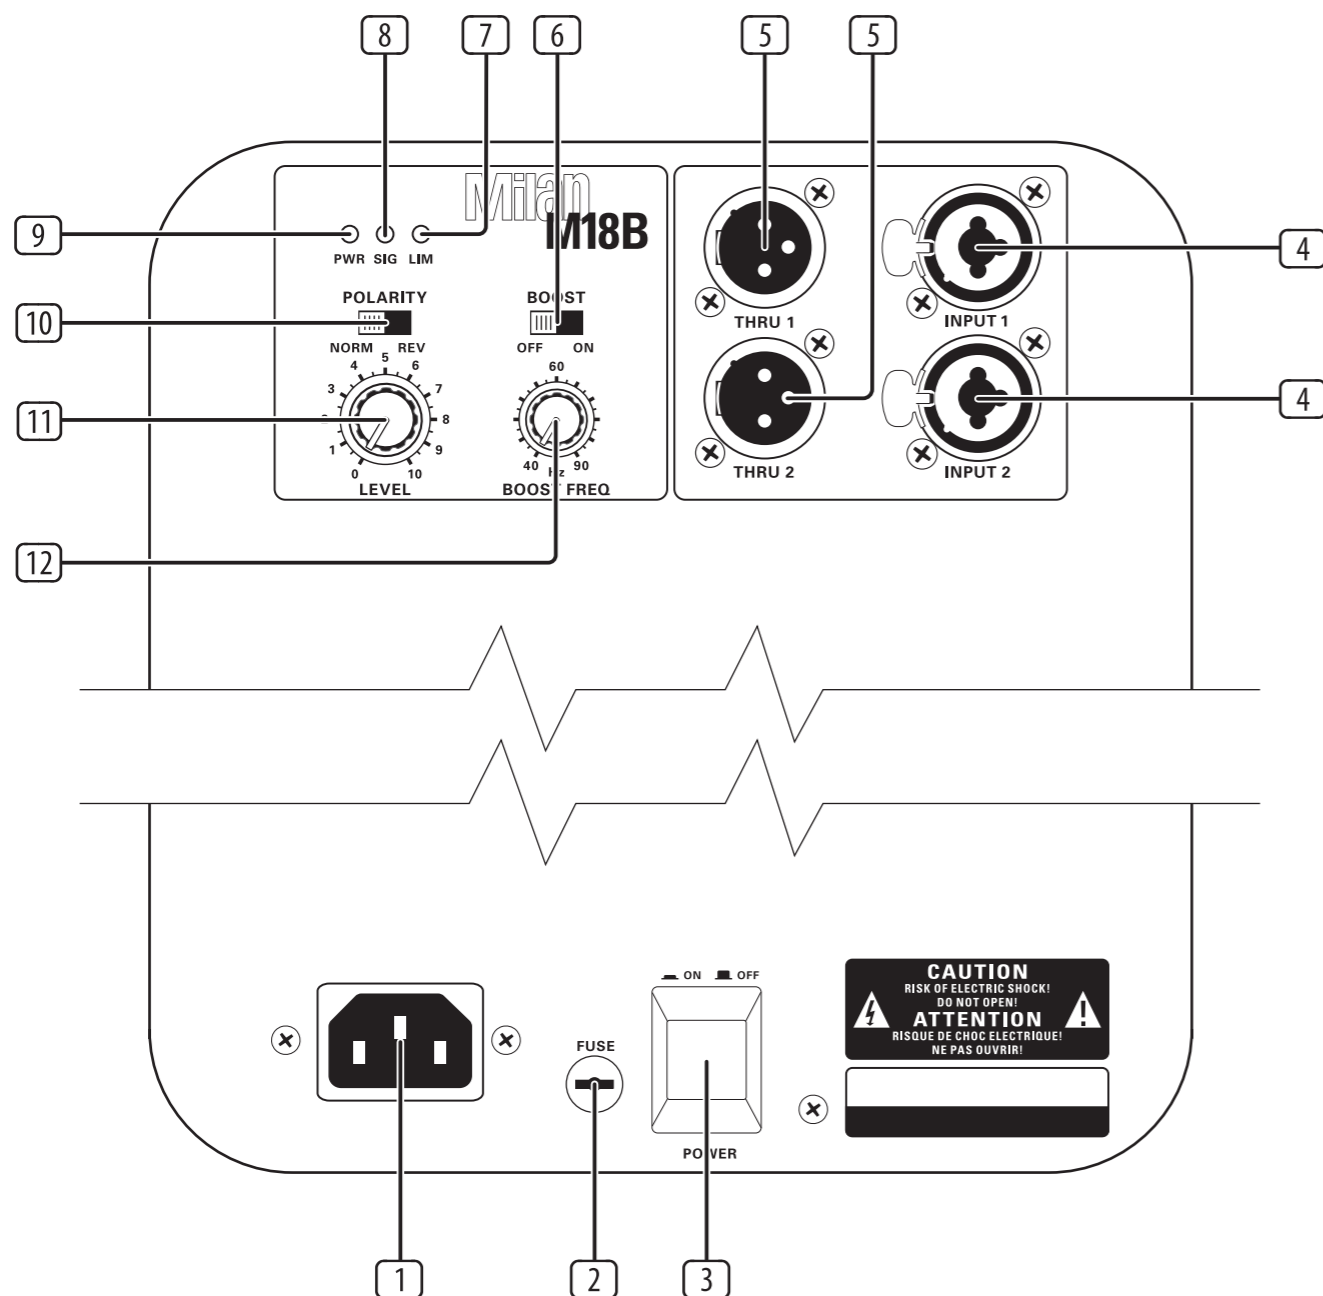 8 7 6 5 5
Milan
M18B
9
PWR SIG LIM
4
POLARITY
BOOST
10
NORM REV
OFF ON
THRU 1
INPUT 1
0 1 2 3 4 5 6 7 8 9 10
LEVEL
11
60
40 Hz 90
BOOST FREQ
4
THRU 2
INPUT 2
12
ON OFF
CAUTION
RISK OF ELECTRIC SHOCK!
DO NOT OPEN!
ATTENTION
RISQUE DE CHOC ELECTRIQUE!
NE PAS OUVRIR!
FUSE
POWER
1 2 3